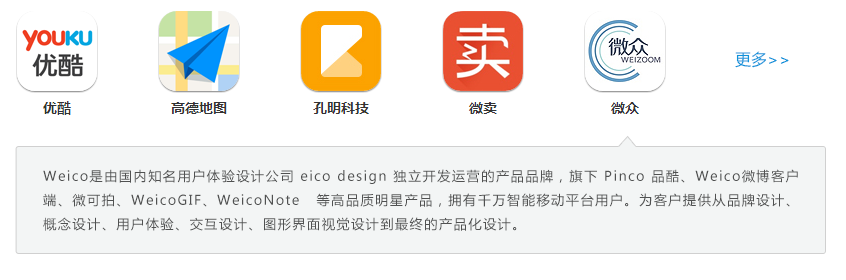 YOUKU
优酷
卖
微众
WEIZOOM
更多>>
优酷 高德地图 孔明科技 微卖 微众
Weico是由国内知名用户体验设计公司 eico design 独立开发运营的产品品牌，旗下 Pinco 品酷、Weico微博客户
端、微可拍、WeicoGIF、WeicoNote 等高品质明星产品，拥有千万智能移动平台用户。为客户提供从品牌设计、
概念设计、用户体验、交互设计、图形界面视觉设计到最终的产品化设计。